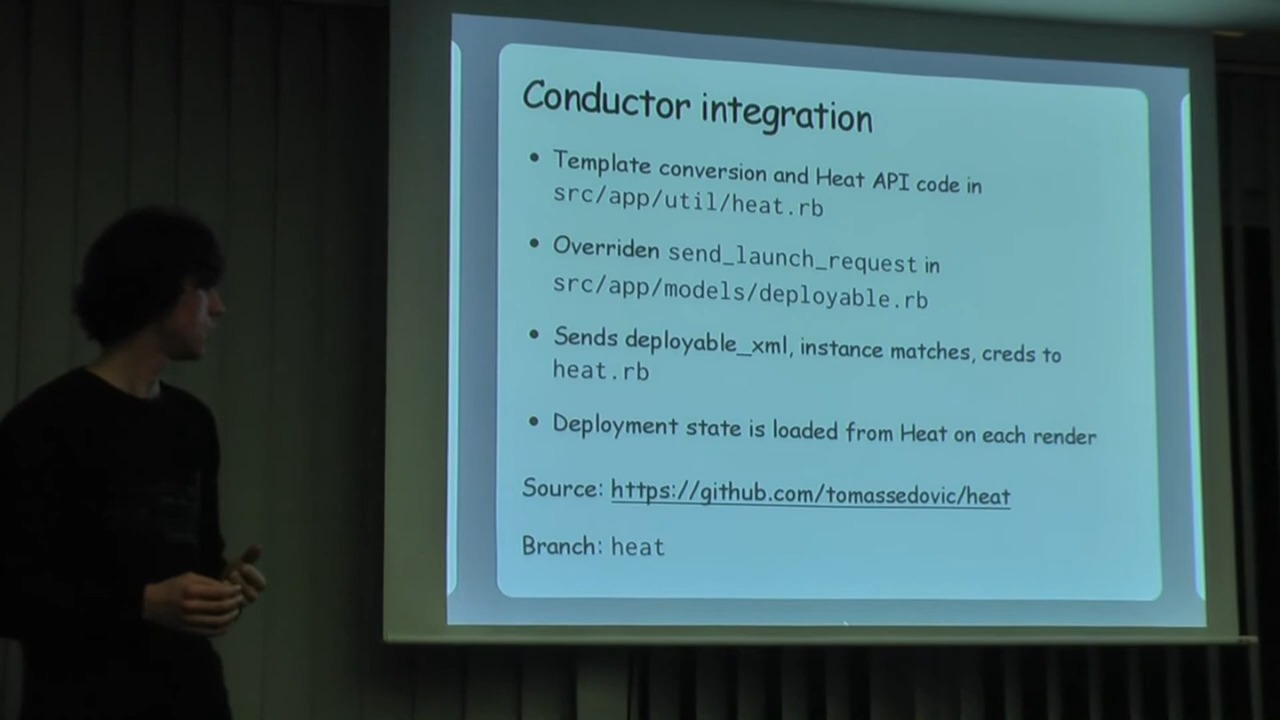 Conductor integration
• Template conversion and Heat API code in
src/app/util/heat.rb
• Overriden send_launch_request in
src/app/models/deployable.rb
• Sends deployable_xml, instance matches, creds to
heat.rb
• Deployment state is loaded from Heat on each render
Source: https://github.com/tomassedovic/heat
Branch: heat